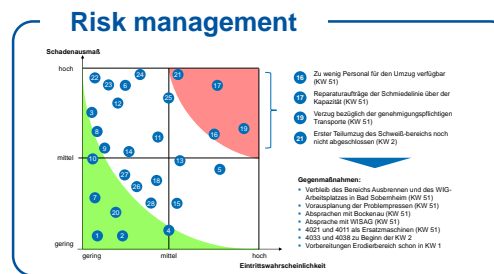 Risk management
Schadenausmaß
hoch
mittel
gering
22
23
6
24
21
17
12
25
3
8
11
16
19
9
14
13
10
5
27
26
18
7
28
15
20
1
2
4
gering
mittel
hoch
Eintrittswahrscheinlichkeit
16 Zu wenig Personal für den Umzug verfügbar
(KW 51)
17 Reparaturaufträge der Schmiedelinie über der
Kapazität (KW 51)
19 Verzug bezüglich der genehmigungspflichtigen
Transporte (KW 51)
21 Erster Teilumzug des Schweiß-bereichs noch
nicht abgeschlossen (KW 2)
Gegenmaßnahmen:
• Verbleib des Bereichs Ausbrennen und des WIG-
Arbeitsplatzes in Bad Sobernheim (KW 51)
• Vorausplanung der Problempressen (KW 51)
• Absprachen mit Bockenau (KW 51)
• Absprache mit WISAG (KW 51)
• 4021 und 4011 als Ersatzmaschinen (KW 51)
• 4033 und 4038 zu Beginn der KW 2
• Vorbereitungen Erodierbereich schon in KW 1